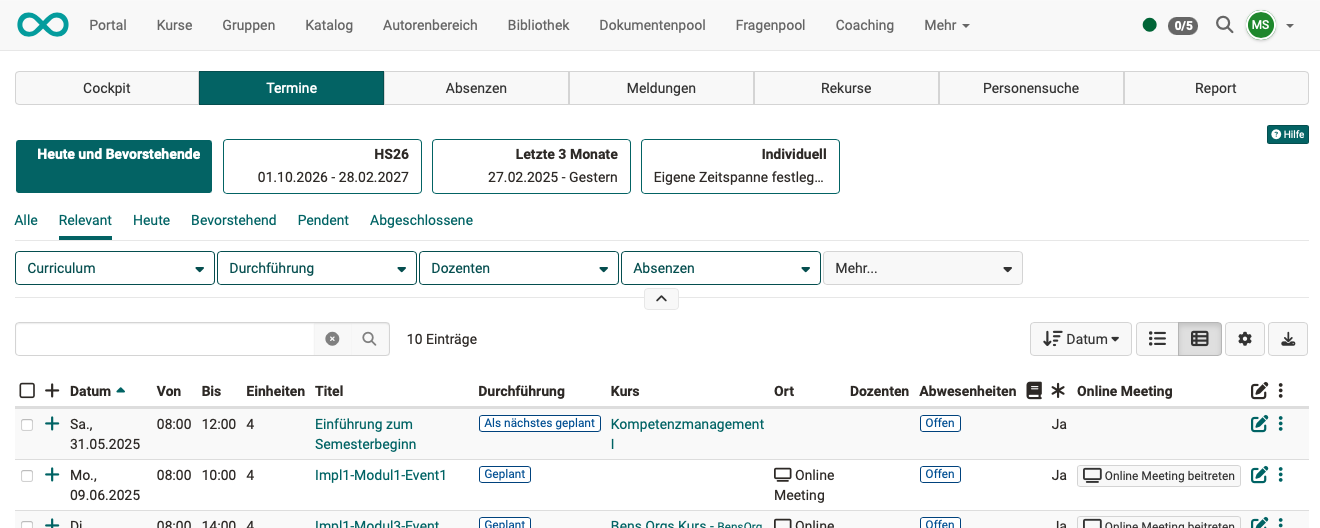 Portal Kurse Gruppen Katalog Autorenbereich Bibliothek Dokumentenpool Fragenpool Coaching Mehr 0/5 MS
Cockpit Termine Absenzen Meldungen Rekurse Personensuche Report
Hilfe
Heute und Bevorstehende HS26 Letzte 3 Monate Individuell
01.10.2026 - 28.02.2027 27.02.2025 - Gestern Eigene Zeitspanne festleg...
Alle Relevant Heute Bevorstehend Pendent Abgeschlossene
Curriculum Durchführung Dozenten Absenzen Mehr...
10 Einträge Datum
Datum Von Bis Einheiten Titel Durchführung Kurs Ort Dozenten Abwesenheiten Online Meeting
Sa., 08:00 12:00 4 Einführung zum Als nächstes geplant Kompetenzmanagement Offen Ja
31.05.2025 Semesterbeginn I
Mo., 08:00 10:00 4 Impl1-Modul1-Event1 Geplant Online Offen Ja Online Meeting beitreten
09.06.2025 Meeting
Di., 08:00 14:00 4 Impl1-Modul3-Event Geplant Bens Orgs Kurs - BensOrg Online Offen Ja Online Meeting beitreten